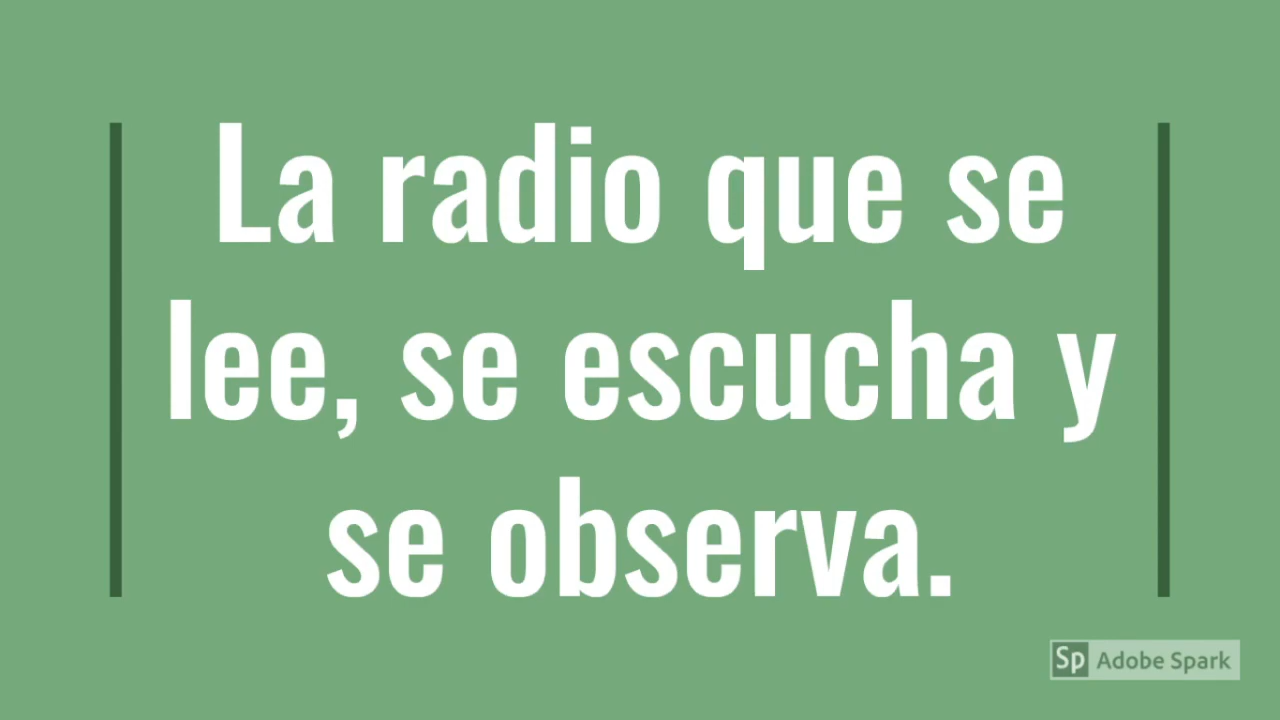 La radio que se
lee, se escucha y
se observa.
Sp Adobe Spark